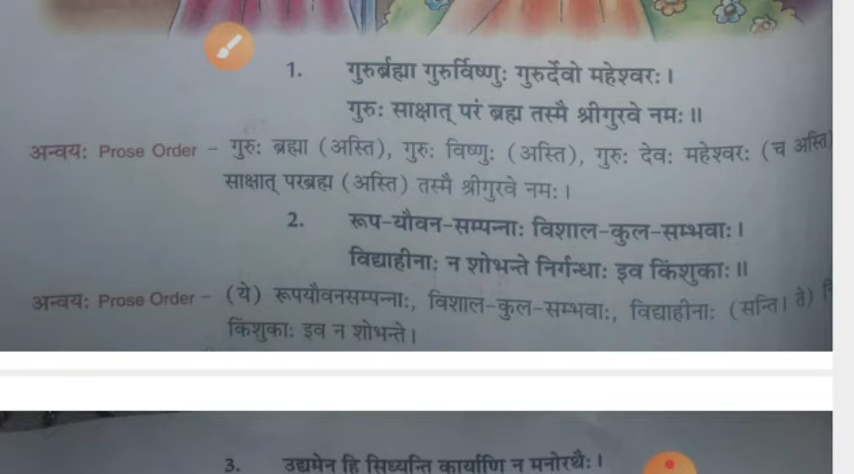 1. गुरुर्ब्रह्मा गुरुर्विष्णुः गुरुर्देवो महेश्वरः।
गुरुः साक्षात् परं ब्रह्म तस्मै श्रीगुरवे नमः॥
अन्वयः Prose Order - गुरुः ब्रह्मा (अस्ति), गुरुः विष्णुः (अस्ति), गुरुः देवः महेश्वरः (च अस्ति
साक्षात् परब्रह्म (अस्ति) तस्मै श्रीगुरवे नमः।
2. रूप-यौवन-सम्पन्नाः विशाल-कुल-सम्भवाः।
विद्याहीनाः न शोभन्ते निर्गन्धाः इव किंशुकाः॥
अन्वयः Prose Order - (ये) रूपयौवनसम्पन्नाः, विशाल-कुल-सम्भवाः, विद्याहीनाः (सन्ति। ते)
किंशुकाः इव न शोभन्ते।
3. उद्यमेन हि सिध्यन्ति कार्याणि न मनोरथैः।